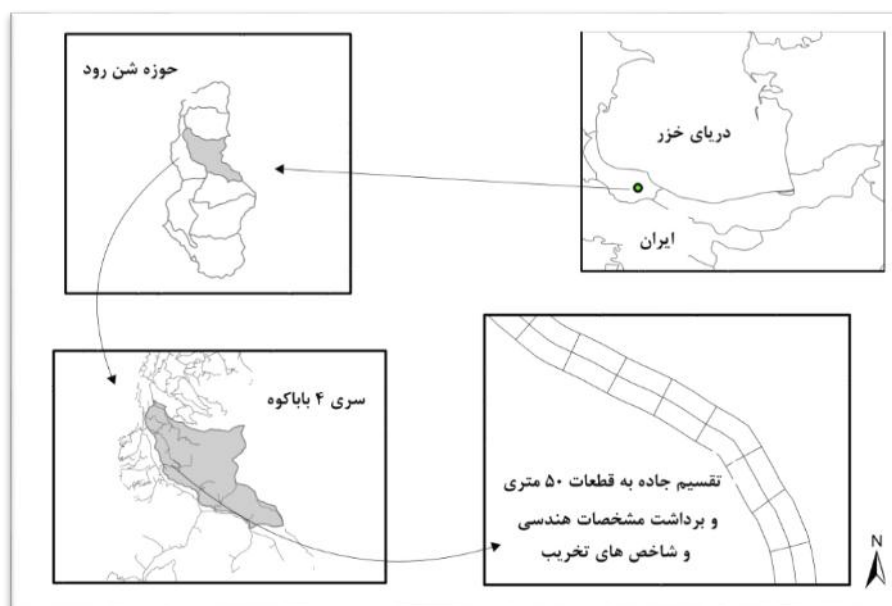 حوزه شن رود
دریای خزر
ایران
سری ۴ باباکوه
تقسیم جاده به قطعات ۵۰ متری
و برداشت مشخصات هندسی
و شاخص های تخریب
N